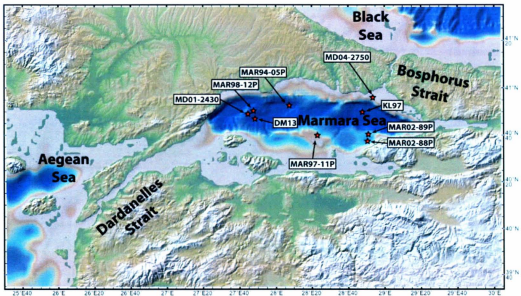 Black
Sea
MD04-2750
MAR94-05P
Bosphorus
Strait
MAR98-12P
MD01-2430
KL97
Marmara Sea
DM13
MAR02-89P
MAR02-88P
MAR97-11P
Aegean
Sea
Dardanelles
Strait